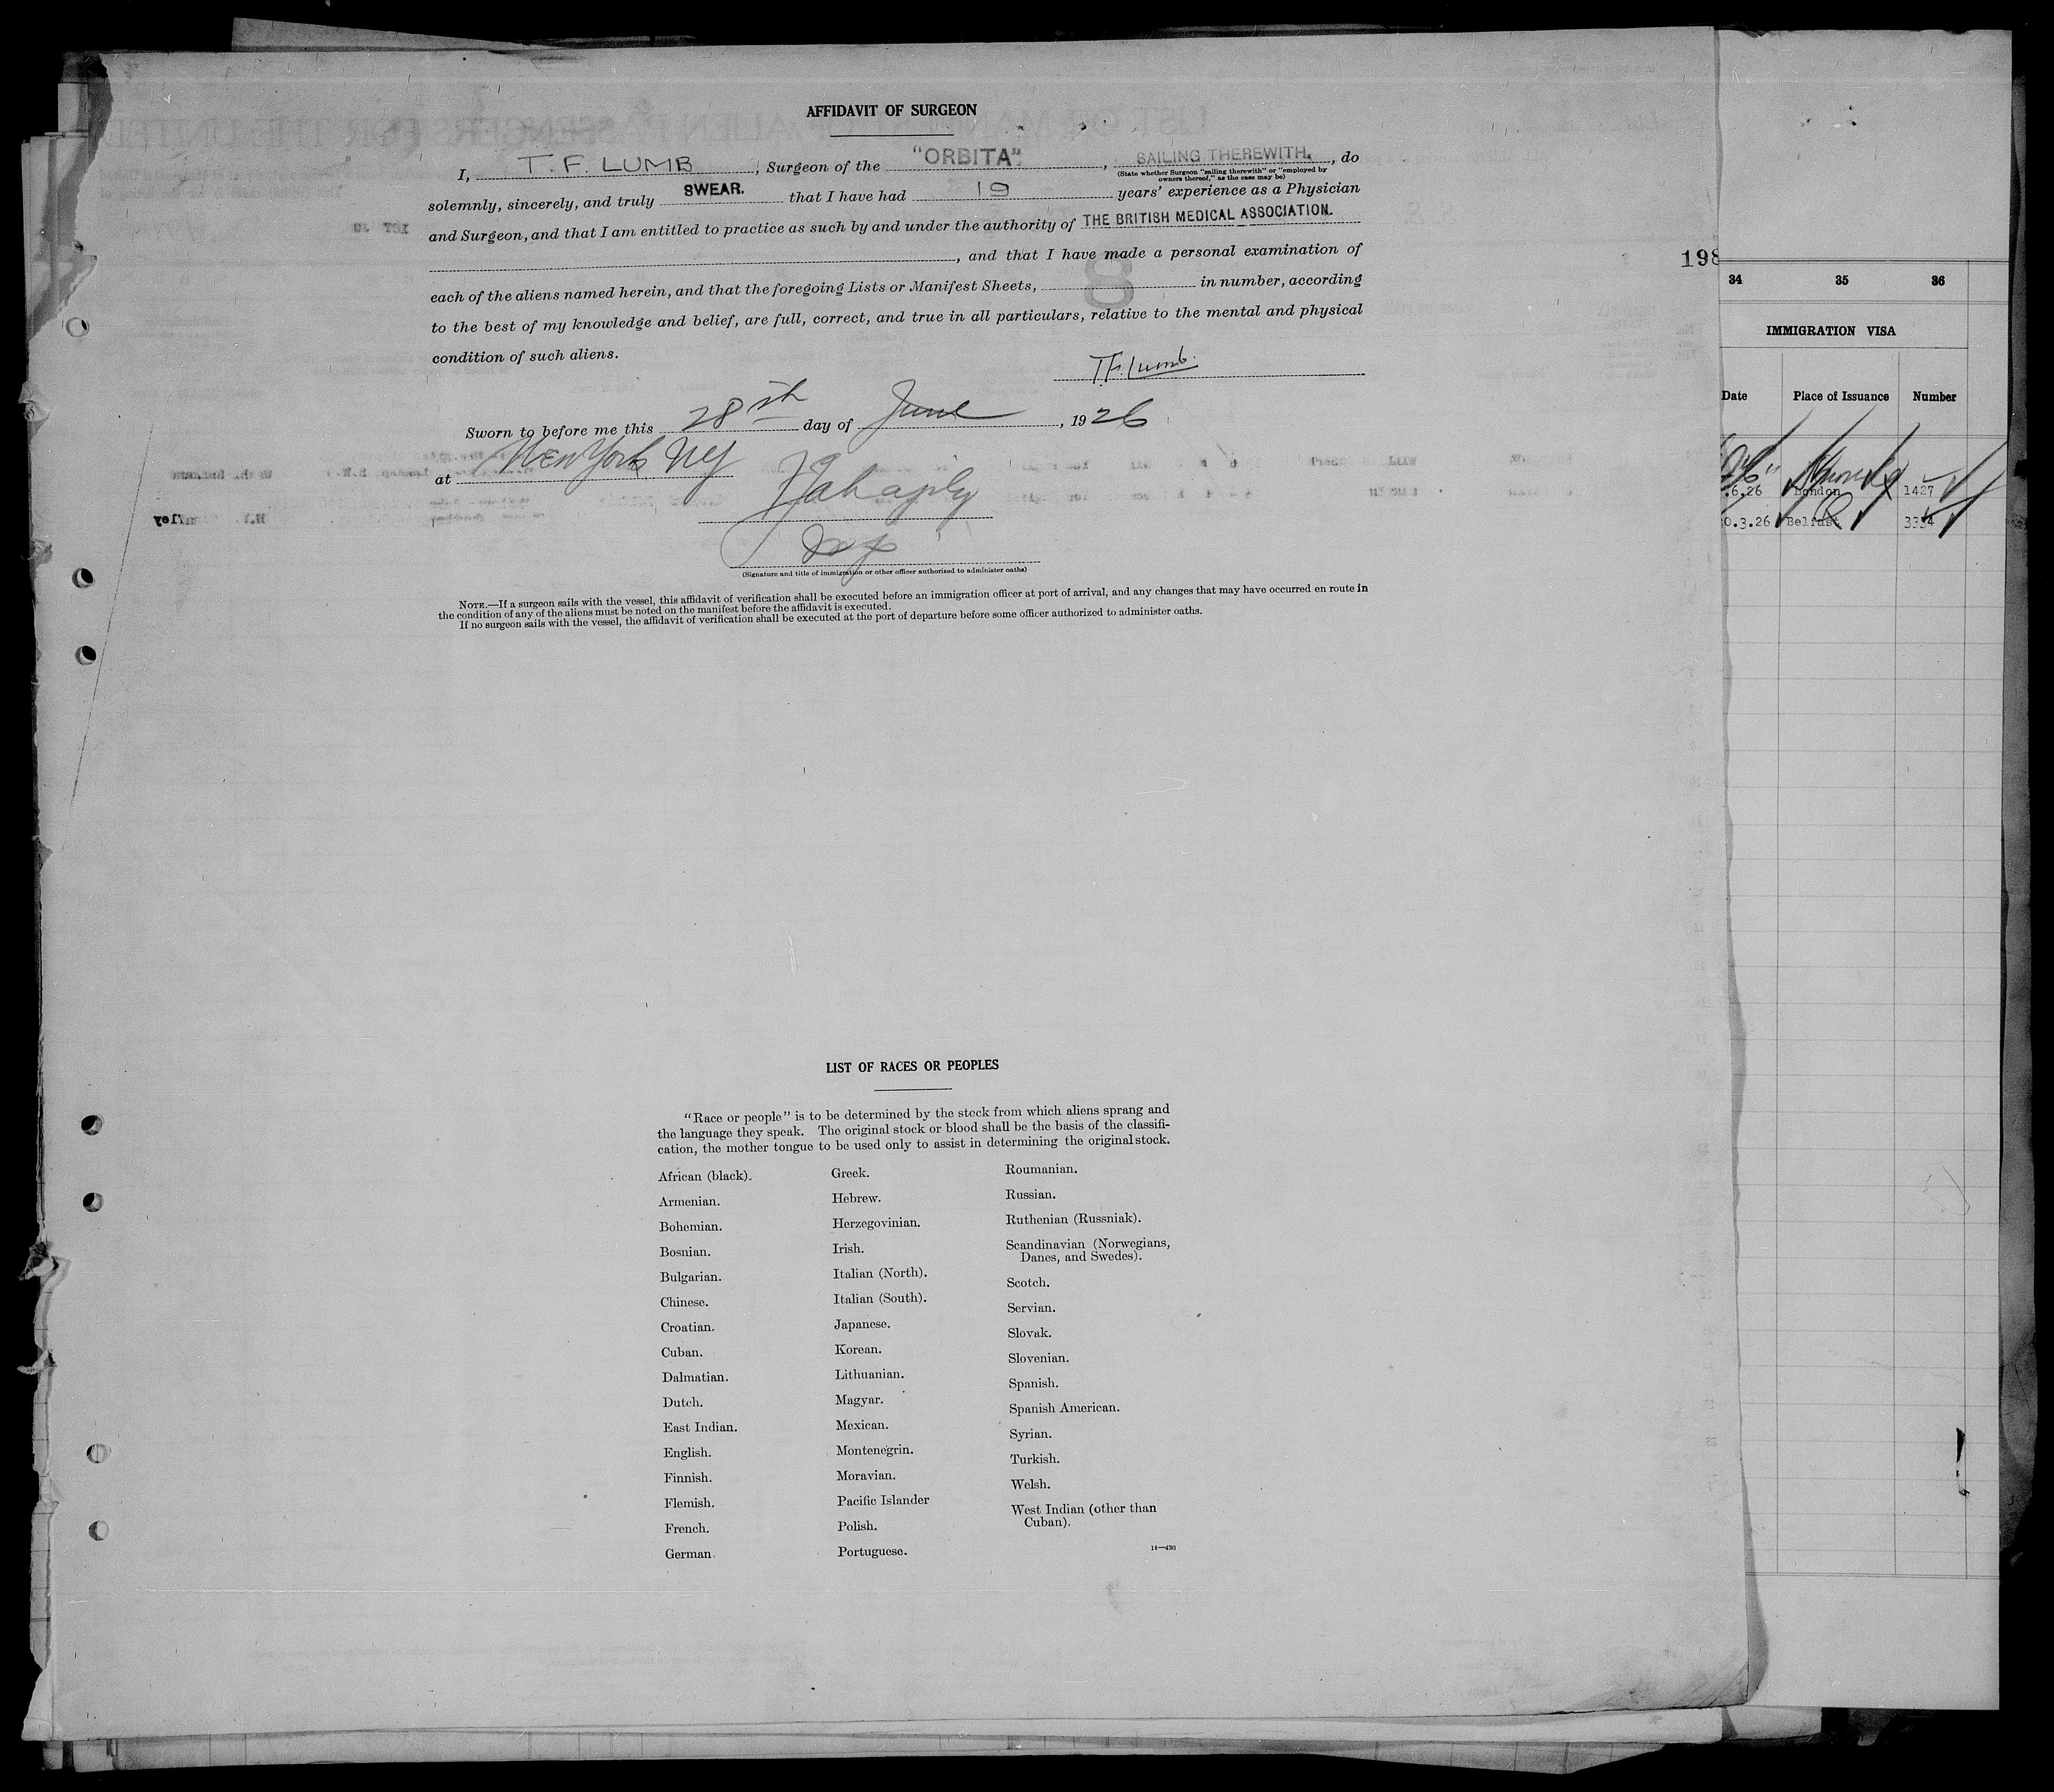 AFFIDAVIT OF SURGEON
I, T. F. LUMB, Surgeon of the "ORBITA", SAILING THEREWITH., do
(State whether Surgeon "sailing therewith" or "employed by
owners thereof," as the case may be)
solemnly, sincerely, and truly SWEAR. that I have had 19 years' experience as a Physician
and Surgeon, and that I am entitled to practice as such by and under the authority of THE BRITISH MEDICAL ASSOCIATION.
, and that I have made a personal examination of
each of the aliens named herein, and that the foregoing Lists or Manifest Sheets, in number, according
to the best of my knowledge and belief, are full, correct, and true in all particulars, relative to the mental and physical
condition of such aliens.
T. F. Lumb.
Sworn to before me this 28th day of June, 1926
at New York NY
(Signature and title of immigration or other officer authorized to administer oaths)
NOTE.—If a surgeon sails with the vessel, this affidavit of verification shall be executed before an immigration officer at port of arrival, and any changes that may have occurred en route in
the condition of any of the aliens must be noted on the manifest before the affidavit is executed.
If no surgeon sails with the vessel, the affidavit of verification shall be executed at the port of departure before some officer authorized to administer oaths.
LIST OF RACES OR PEOPLES
"Race or people" is to be determined by the stock from which aliens sprang and
the language they speak. The original stock or blood shall be the basis of the classifi-
cation, the mother tongue to be used only to assist in determining the original stock.
African (black).
Armenian.
Bohemian.
Bosnian.
Bulgarian.
Chinese.
Croatian.
Cuban.
Dalmatian.
Dutch.
East Indian.
English.
Finnish.
Flemish.
French.
German.
Greek.
Hebrew.
Herzegovinian.
Irish.
Italian (North).
Italian (South).
Japanese.
Korean.
Lithuanian.
Magyar.
Mexican.
Montenegrin.
Moravian.
Pacific Islander
Polish.
Portuguese.
Roumanian.
Russian.
Ruthenian (Russniak).
Scandinavian (Norwegians,
Danes, and Swedes).
Scotch.
Servian.
Slovak.
Slovenian.
Spanish.
Spanish American.
Syrian.
Turkish.
Welsh.
West Indian (other than
Cuban).
14—430
198
34 35 36
IMMIGRATION VISA
Date Place of Issuance Number
.6.26 London 1427
0.3.26 Belfast 3334